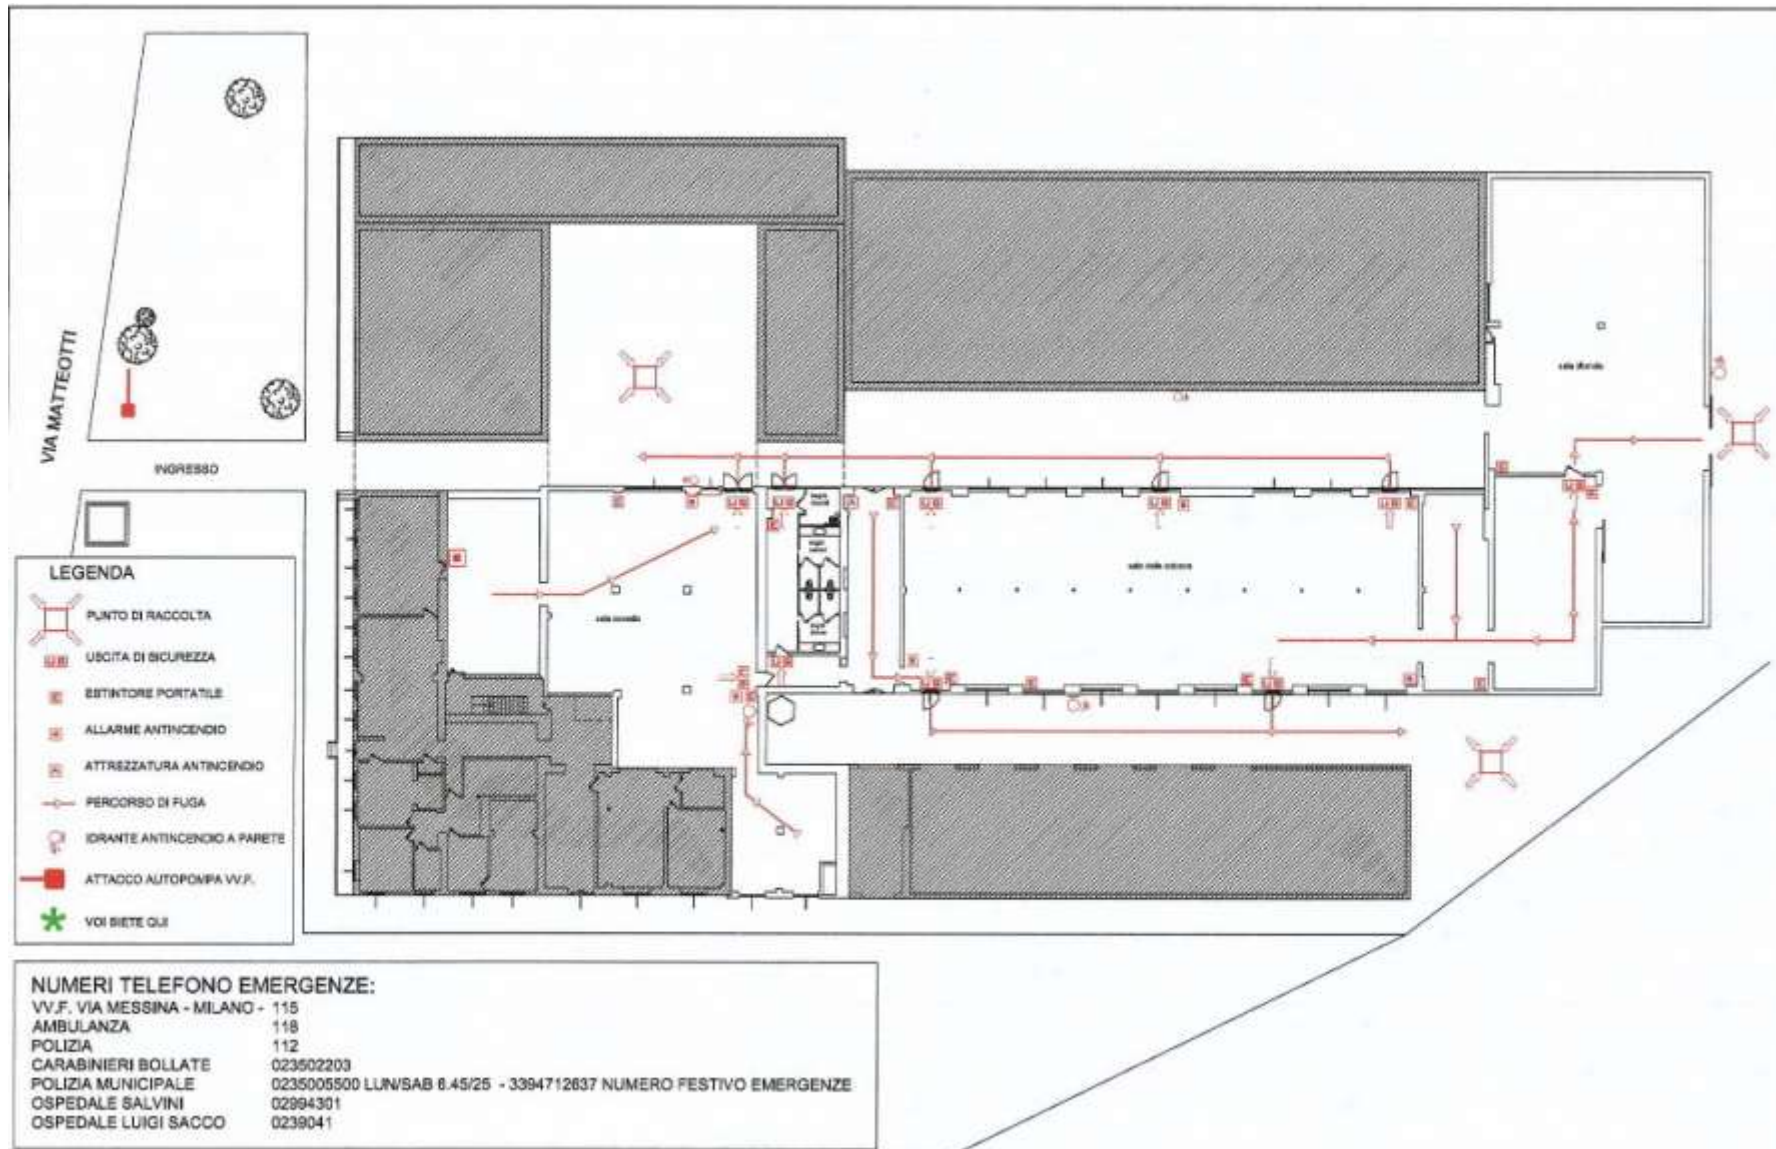 VIA MATTEOTTI
INGRESSO
LEGENDA
PUNTO DI RACCOLTA
USCITA DI SICUREZZA
ESTINTORE PORTATILE
ALLARME ANTINCENDIO
ATTREZZATURA ANTINCENDIO
PERCORSO DI FUGA
IDRANTE ANTINCENDIO A PARETE
ATTACCO AUTOPOMPA VV.F.
VOI SIETE QUI
NUMERI TELEFONO EMERGENZE:
VV.F. VIA MESSINA - MILANO - 115
AMBULANZA 118
POLIZIA 112
CARABINIERI BOLLATE 023502203
POLIZIA MUNICIPALE 0235005500 LUN/SAB 6.45/25 - 3394712637 NUMERO FESTIVO EMERGENZE
OSPEDALE SALVINI 02994301
OSPEDALE LUIGI SACCO 0239041